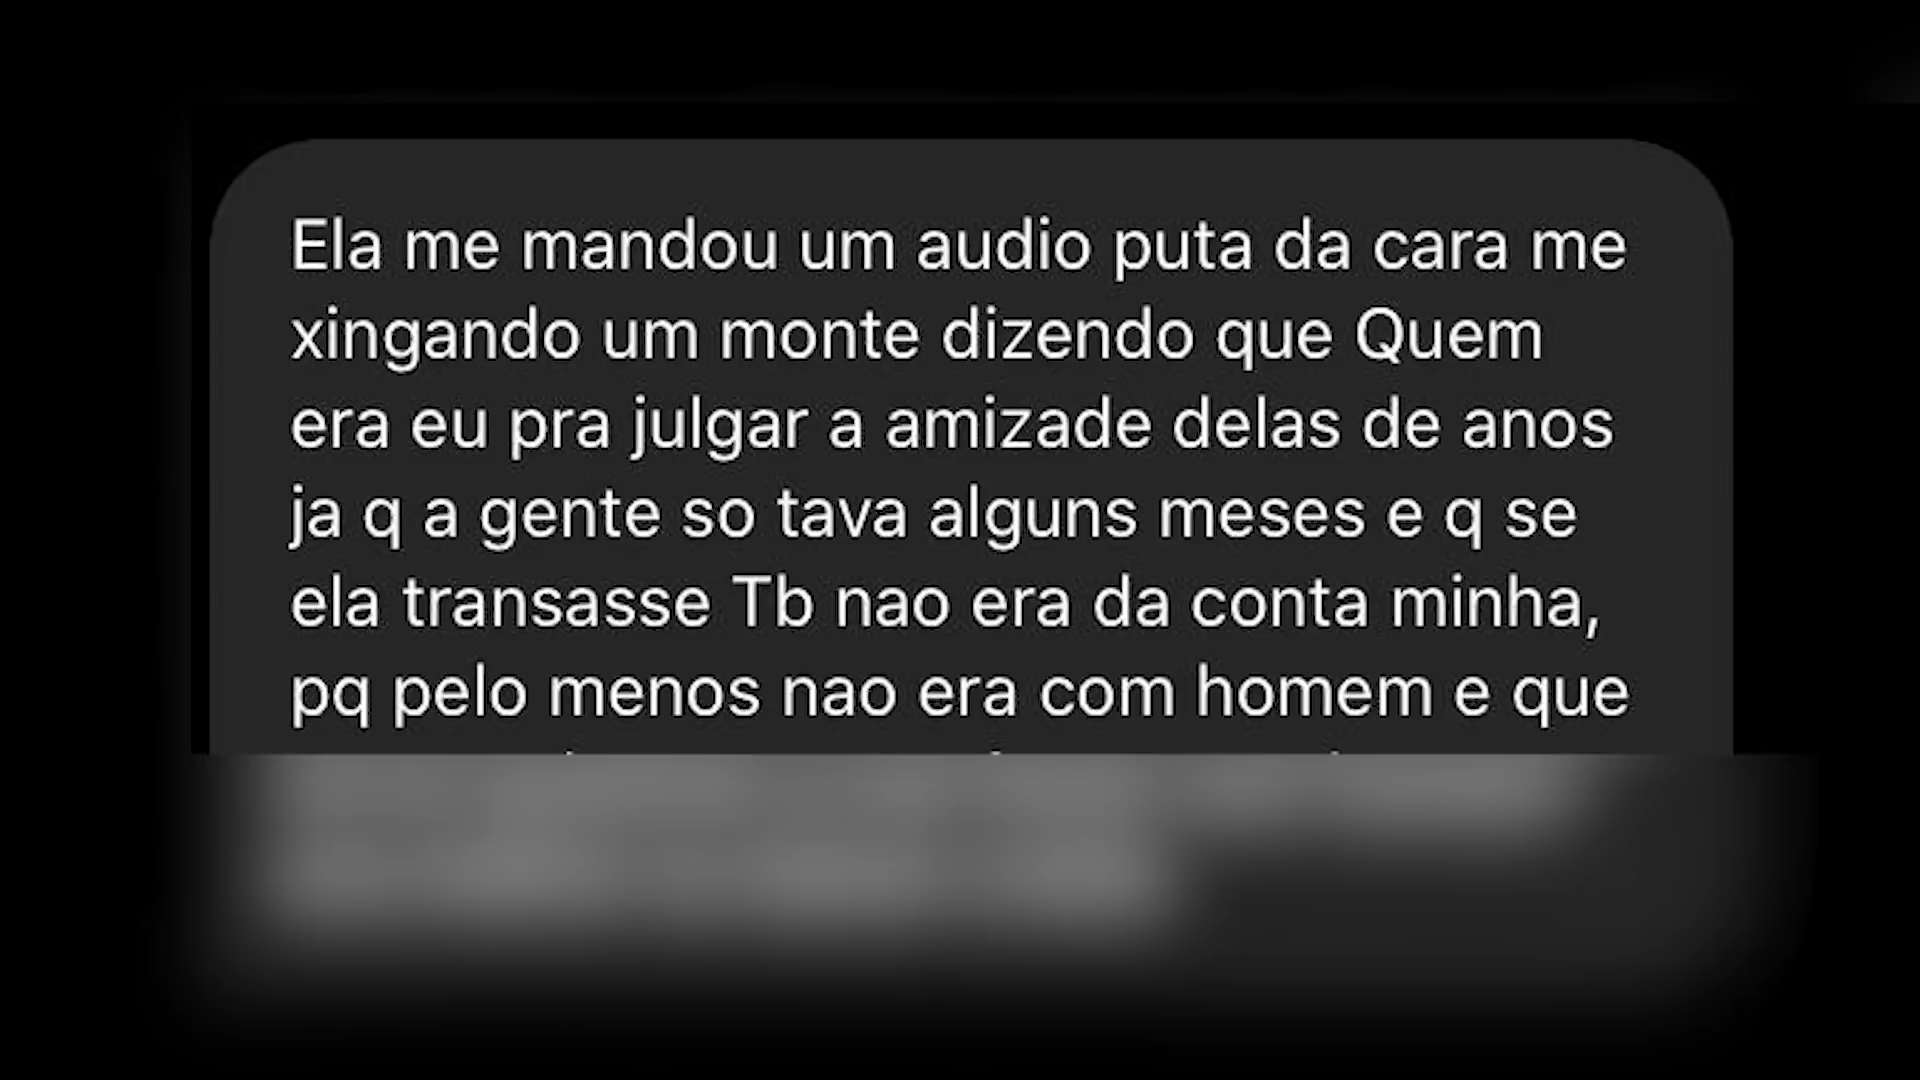 Ela me mandou um audio puta da cara me
xingando um monte dizendo que Quem
era eu pra julgar a amizade delas de anos
ja q a gente so tava alguns meses e q se
ela transasse Tb nao era da conta minha,
pq pelo menos nao era com homem e que